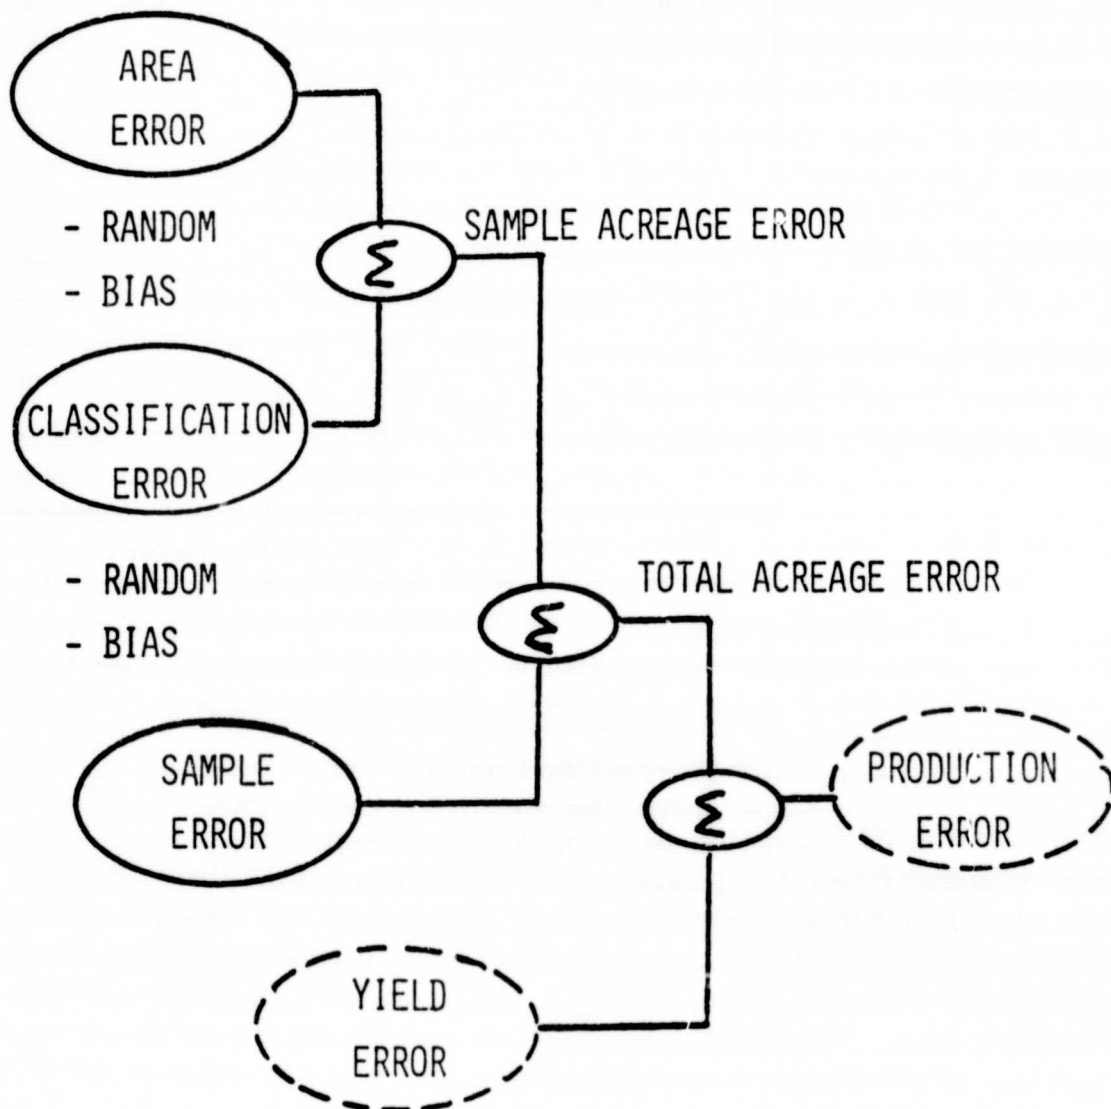 AREA
ERROR
- RANDOM
- BIAS
Σ
SAMPLE ACREAGE ERROR
CLASSIFICATION
ERROR
- RANDOM
- BIAS
Σ
TOTAL ACREAGE ERROR
SAMPLE
ERROR
Σ
PRODUCTION
ERROR
YIELD
ERROR